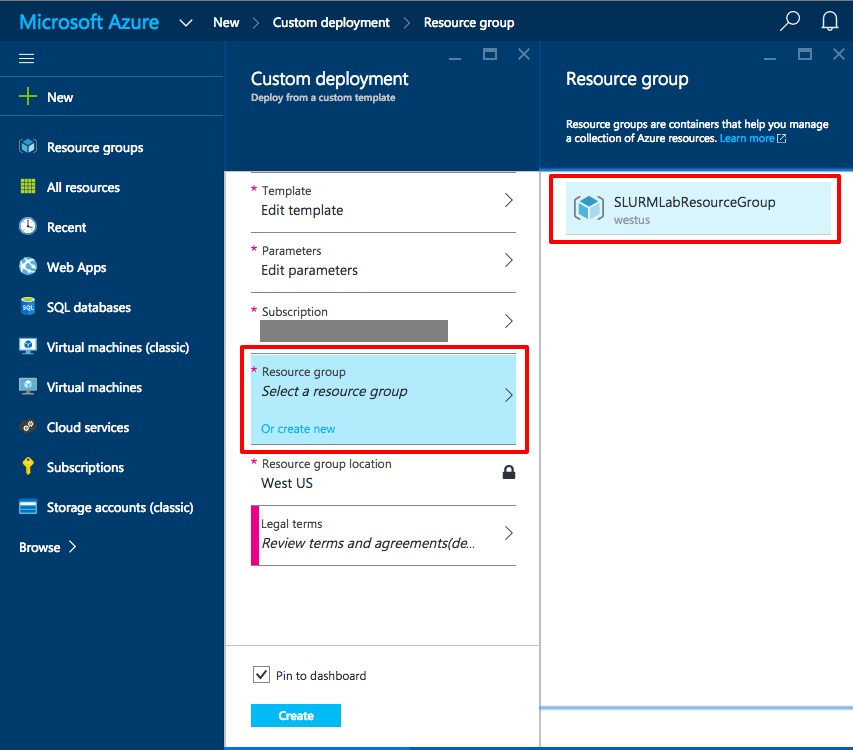 Microsoft Azure
New
Custom deployment
Resource group
New
Resource groups
All resources
Recent
Web Apps
SQL
SQL databases
Virtual machines (classic)
Virtual machines
Cloud services
Subscriptions
Storage accounts (classic)
Browse
Custom deployment
Deploy from a custom template
* Template
Edit template
* Parameters
Edit parameters
* Subscription
* Resource group
Select a resource group
Or create new
* Resource group location
West US
Legal terms
Review terms and agreements(de...
Pin to dashboard
Create
Resource group
Resource groups are containers that help you manage
a collection of Azure resources. Learn more
SLURMLabResourceGroup
westus